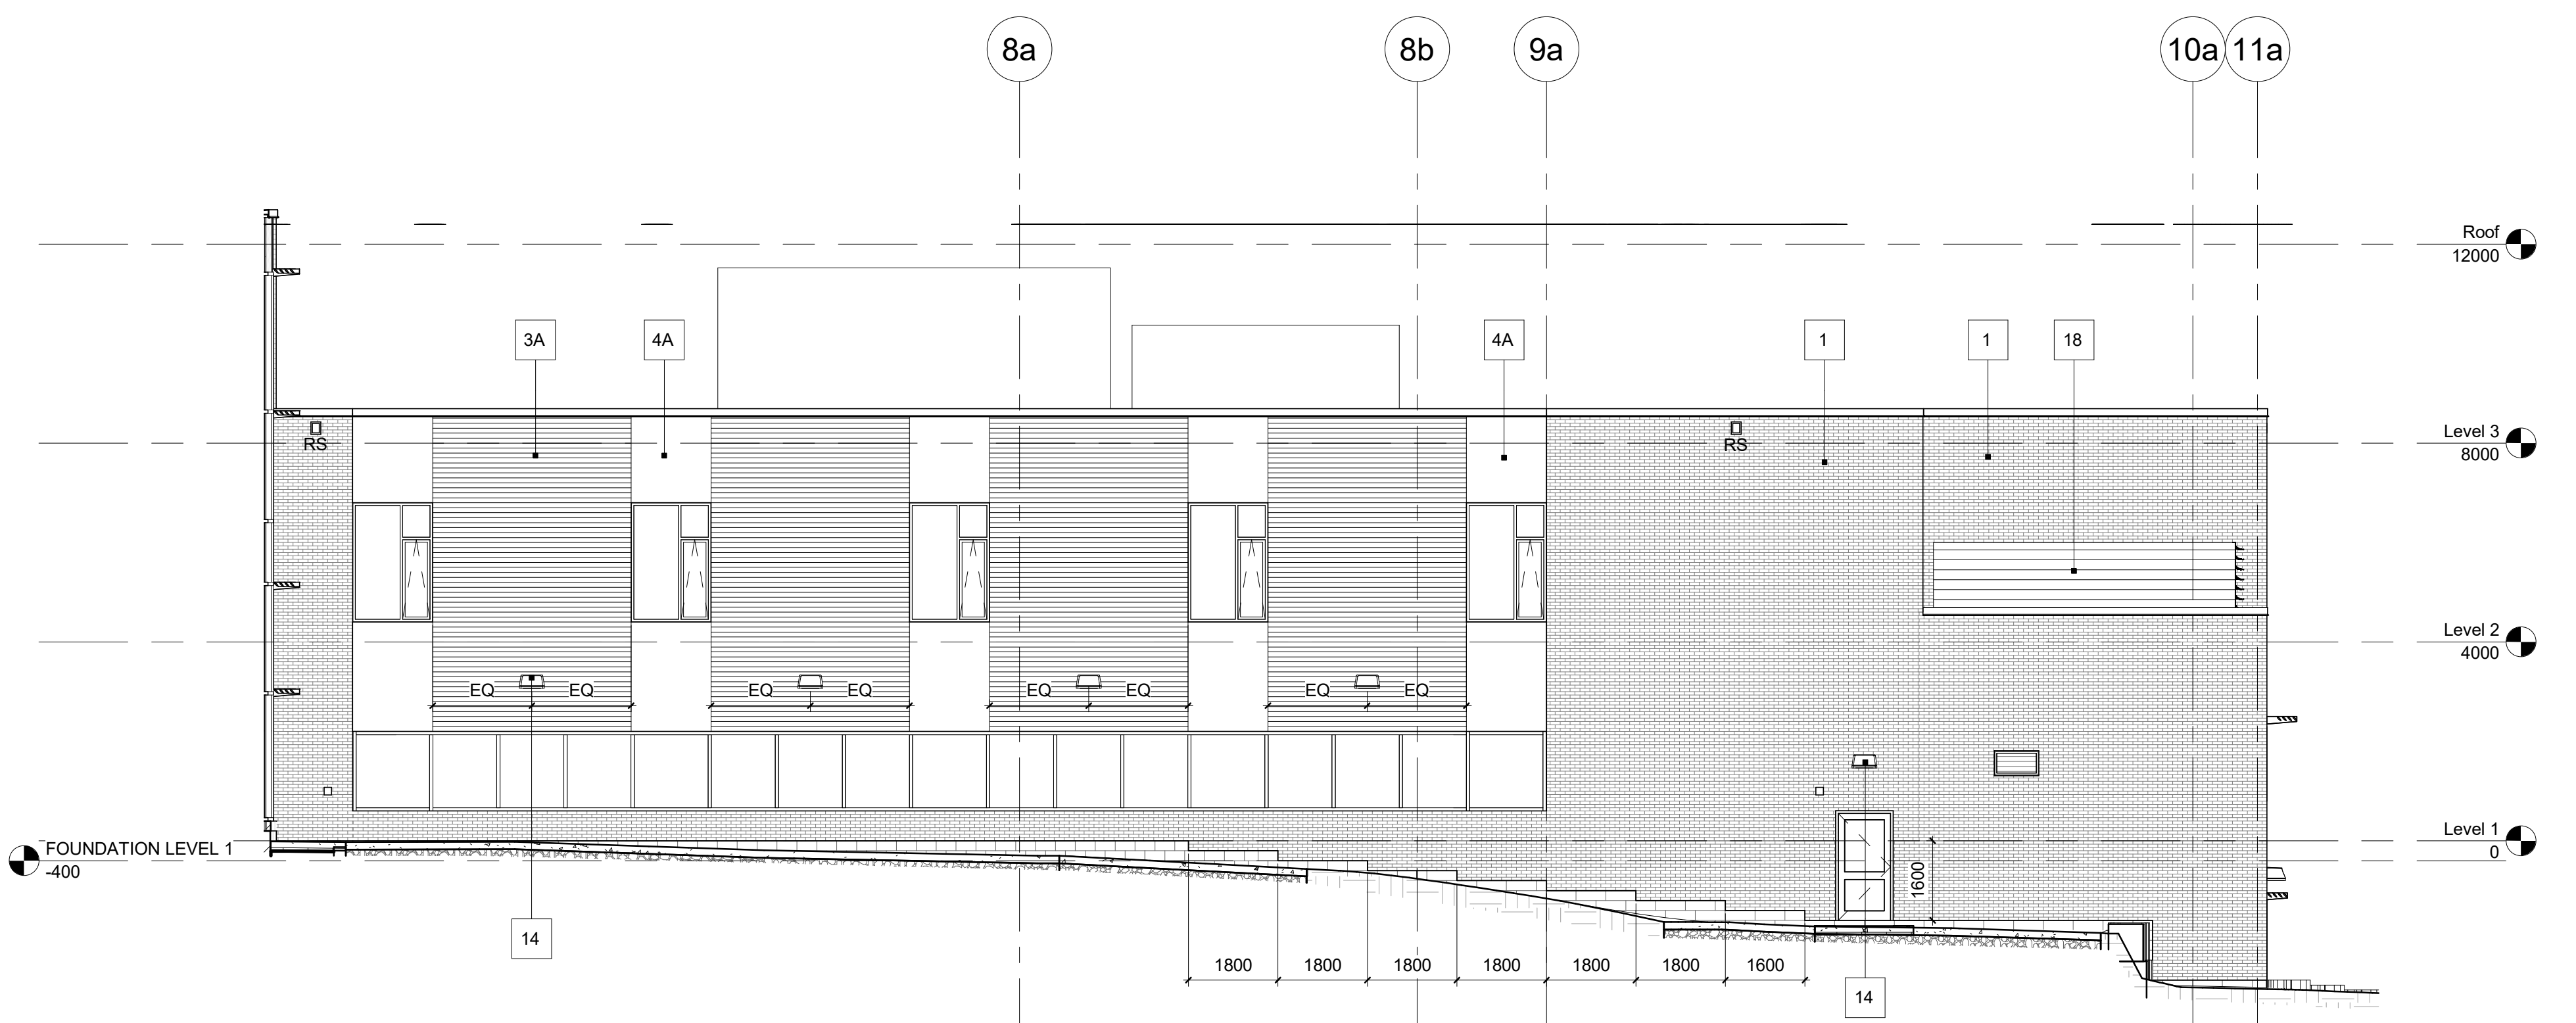 8a
8b
9a
10a
11a
Roof
12000
3A
4A
4A
1
1
18
RS
RS
Level 3
8000
Level 2
4000
EQ
EQ
EQ
EQ
EQ
EQ
EQ
EQ
Level 1
0
FOUNDATION LEVEL 1
-400
1600
14
1800
1800
1800
1800
1800
1800
1600
14